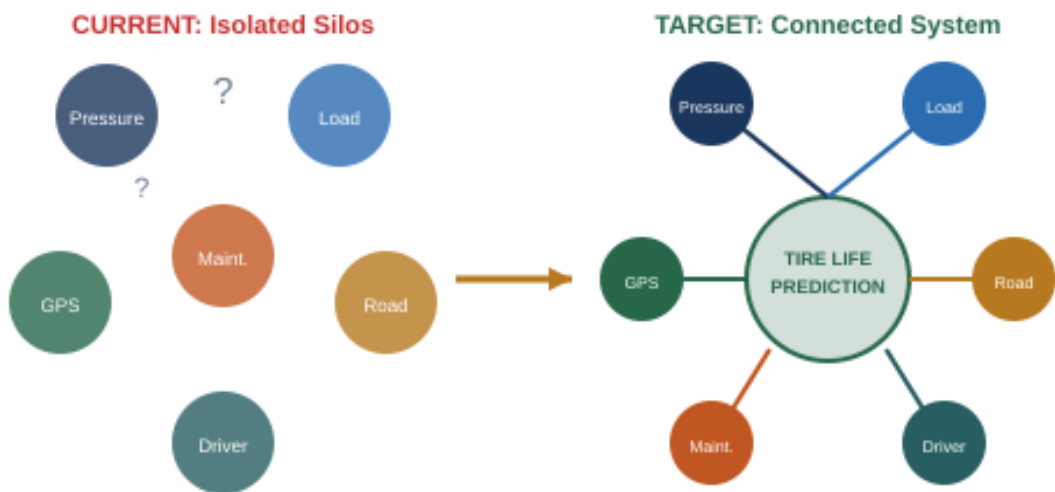 CURRENT: Isolated Silos
Pressure
?
Load
?
Maint.
GPS
Road
Driver
TARGET: Connected System
Pressure
Load
TIRE LIFE
PREDICTION
GPS
Road
Maint.
Driver